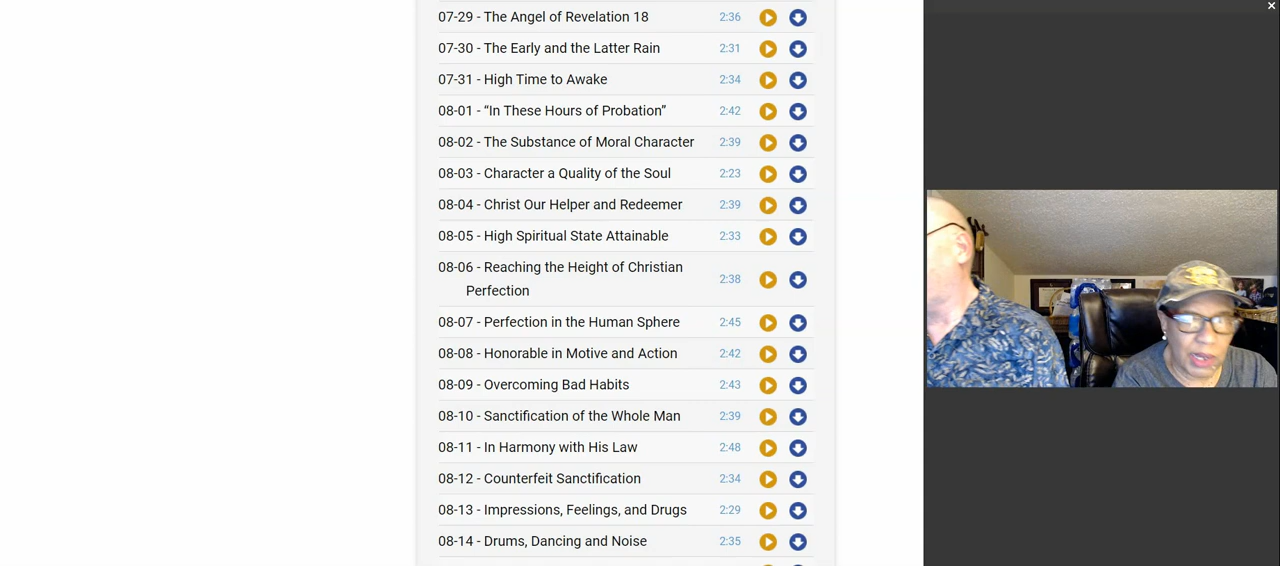 07-29 - The Angel of Revelation 18 2:36
07-30 - The Early and the Latter Rain 2:31
07-31 - High Time to Awake 2:34
08-01 - “In These Hours of Probation” 2:42
08-02 - The Substance of Moral Character 2:39
08-03 - Character a Quality of the Soul 2:23
08-04 - Christ Our Helper and Redeemer 2:39
08-05 - High Spiritual State Attainable 2:33
08-06 - Reaching the Height of Christian
Perfection 2:38
08-07 - Perfection in the Human Sphere 2:45
08-08 - Honorable in Motive and Action 2:42
08-09 - Overcoming Bad Habits 2:43
08-10 - Sanctification of the Whole Man 2:39
08-11 - In Harmony with His Law 2:48
08-12 - Counterfeit Sanctification 2:34
08-13 - Impressions, Feelings, and Drugs 2:29
08-14 - Drums, Dancing and Noise 2:35